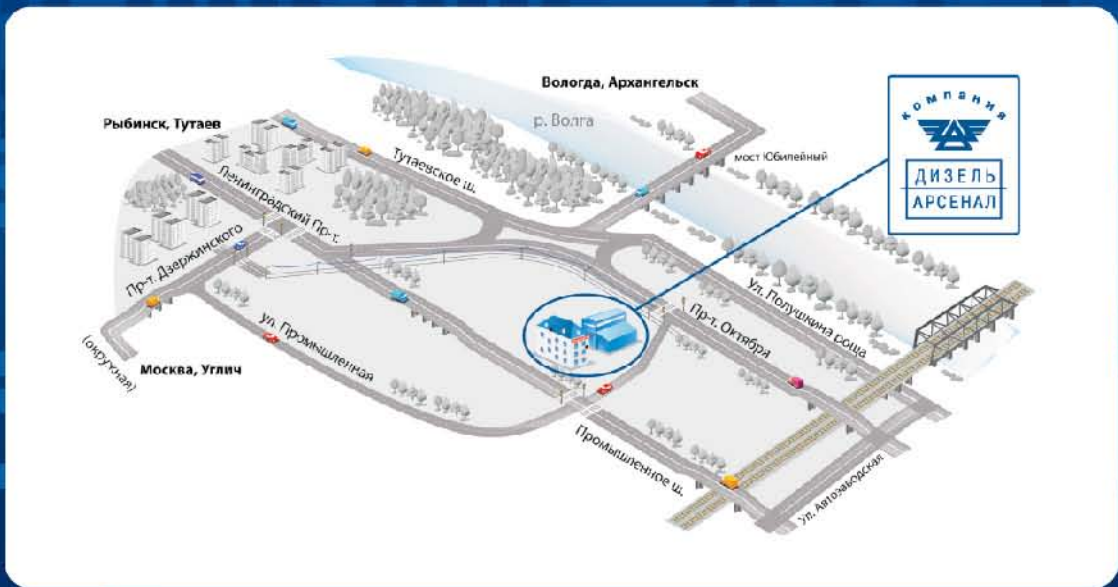 Вологда, Архангельск
р. Волга
мост Юбилейный
Рыбинск, Тутаев
Тутаевское ш.
Ленинградский Пр-т.
Пр-т. Дзержинского
(окружная)
Москва, Углич
ул. Промышленная
Промышленное ш.
Пр-т. Октября
Ул. Полушкина роща
Ул. Автозаводская
компания
ДИЗЕЛЬ
АРСЕНАЛ